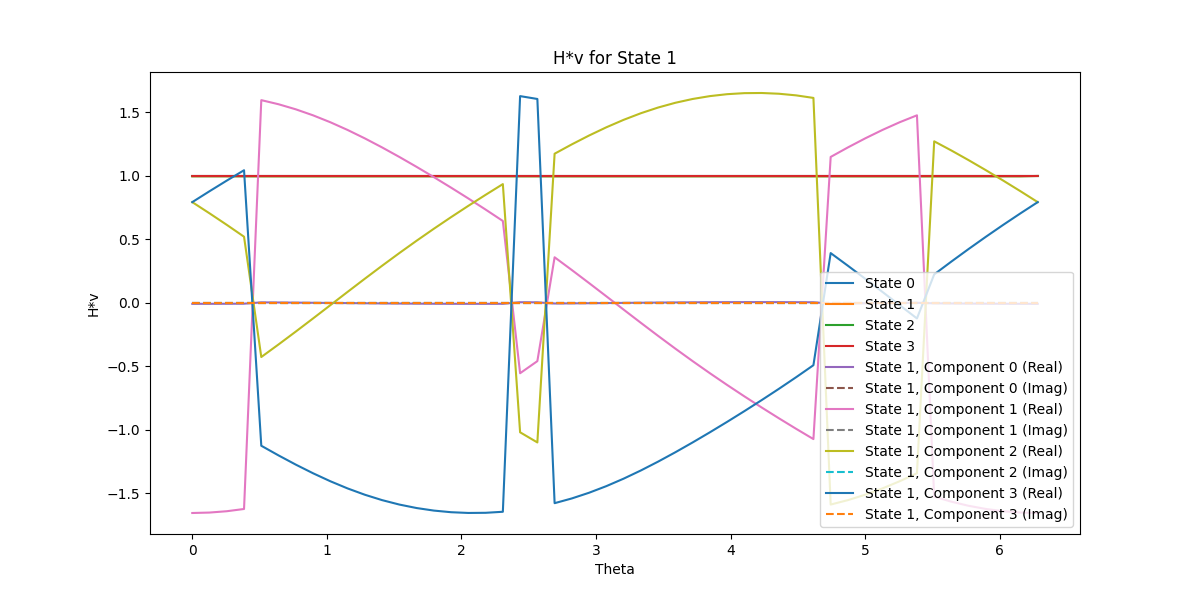 H*v for State 1
H*v
1.5
1.0
0.5
0.0
−0.5
−1.0
−1.5
0
1
2
3
4
5
6
Theta
State 0
State 1
State 2
State 3
State 1, Component 0 (Real)
State 1, Component 0 (Imag)
State 1, Component 1 (Real)
State 1, Component 1 (Imag)
State 1, Component 2 (Real)
State 1, Component 2 (Imag)
State 1, Component 3 (Real)
State 1, Component 3 (Imag)